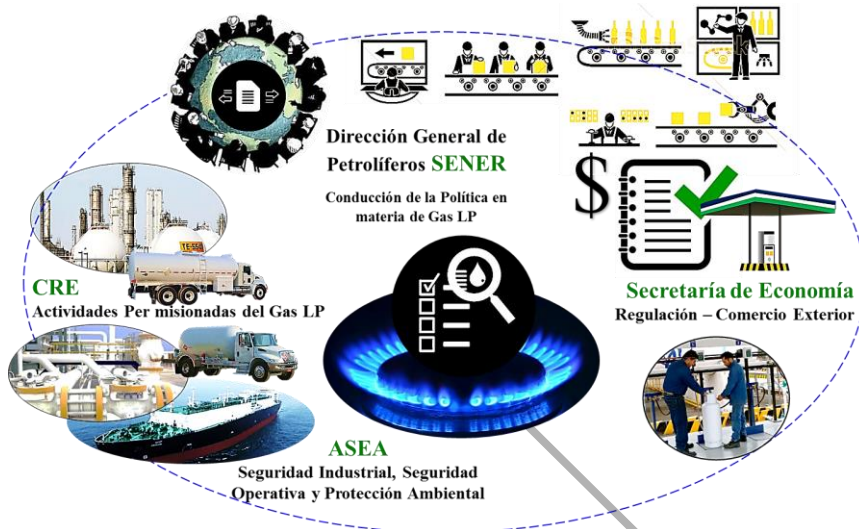 Dirección General de
Petrolíferos SENER
Conducción de la Política en
materia de Gas LP
$
CRE
Actividades Per misionadas del Gas LP
Secretaría de Economía
Regulación – Comercio Exterior
ASEA
Seguridad Industrial, Seguridad
Operativa y Protección Ambiental